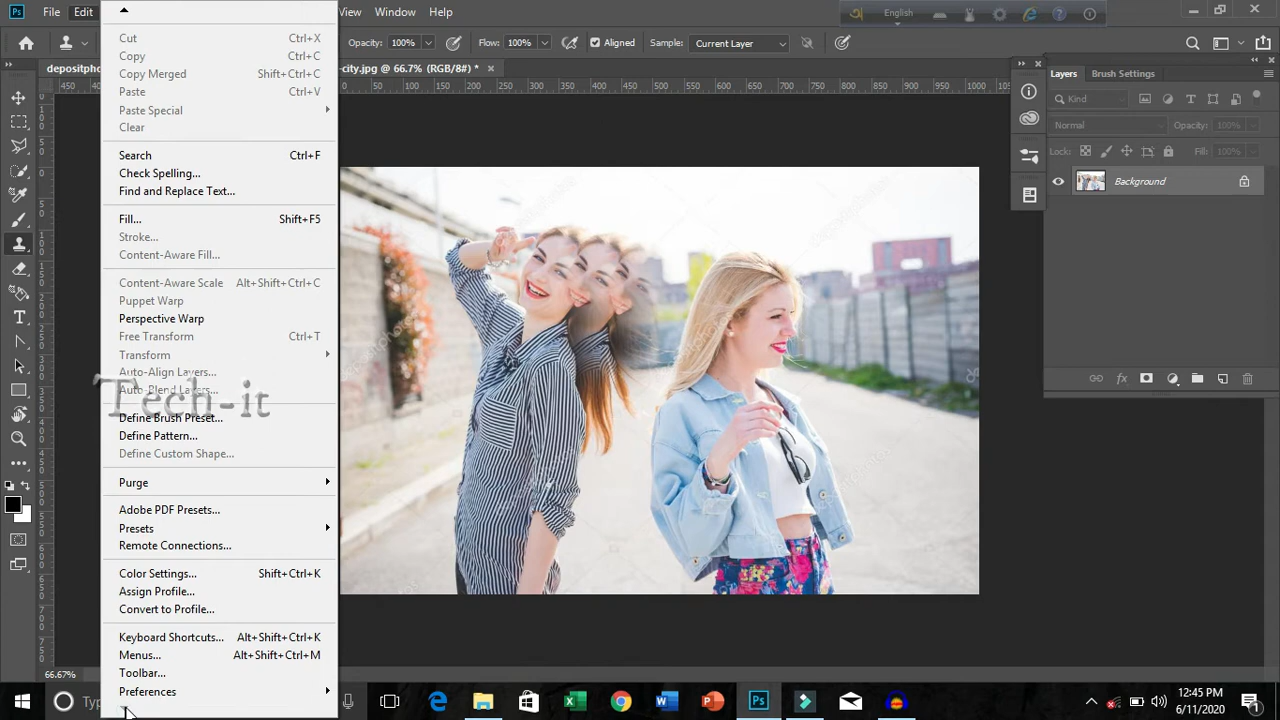 File Edit View Window Help English
Opacity: 100% Flow: 100% Aligned Sample: Current Layer
-city.jpg @ 66.7% (RGB/8#) *
Cut Ctrl+X
Copy Ctrl+C
Copy Merged Shift+Ctrl+C
Paste Ctrl+V
Paste Special
Clear
Search Ctrl+F
Check Spelling...
Find and Replace Text...
Fill... Shift+F5
Stroke...
Content-Aware Fill...
Content-Aware Scale Alt+Shift+Ctrl+C
Puppet Warp
Perspective Warp
Free Transform Ctrl+T
Transform
Auto-Align Layers...
Auto-Blend Layers...
Tech-it
Define Brush Preset...
Define Pattern...
Define Custom Shape...
Purge
Adobe PDF Presets...
Presets
Remote Connections...
Color Settings... Shift+Ctrl+K
Assign Profile...
Convert to Profile...
Keyboard Shortcuts... Alt+Shift+Ctrl+K
Menus... Alt+Shift+Ctrl+M
Toolbar...
Preferences
Layers Brush Settings
Kind
Normal Opacity: 100%
Lock: Fill: 100%
Background
66.67%
12:45 PM
6/11/2020